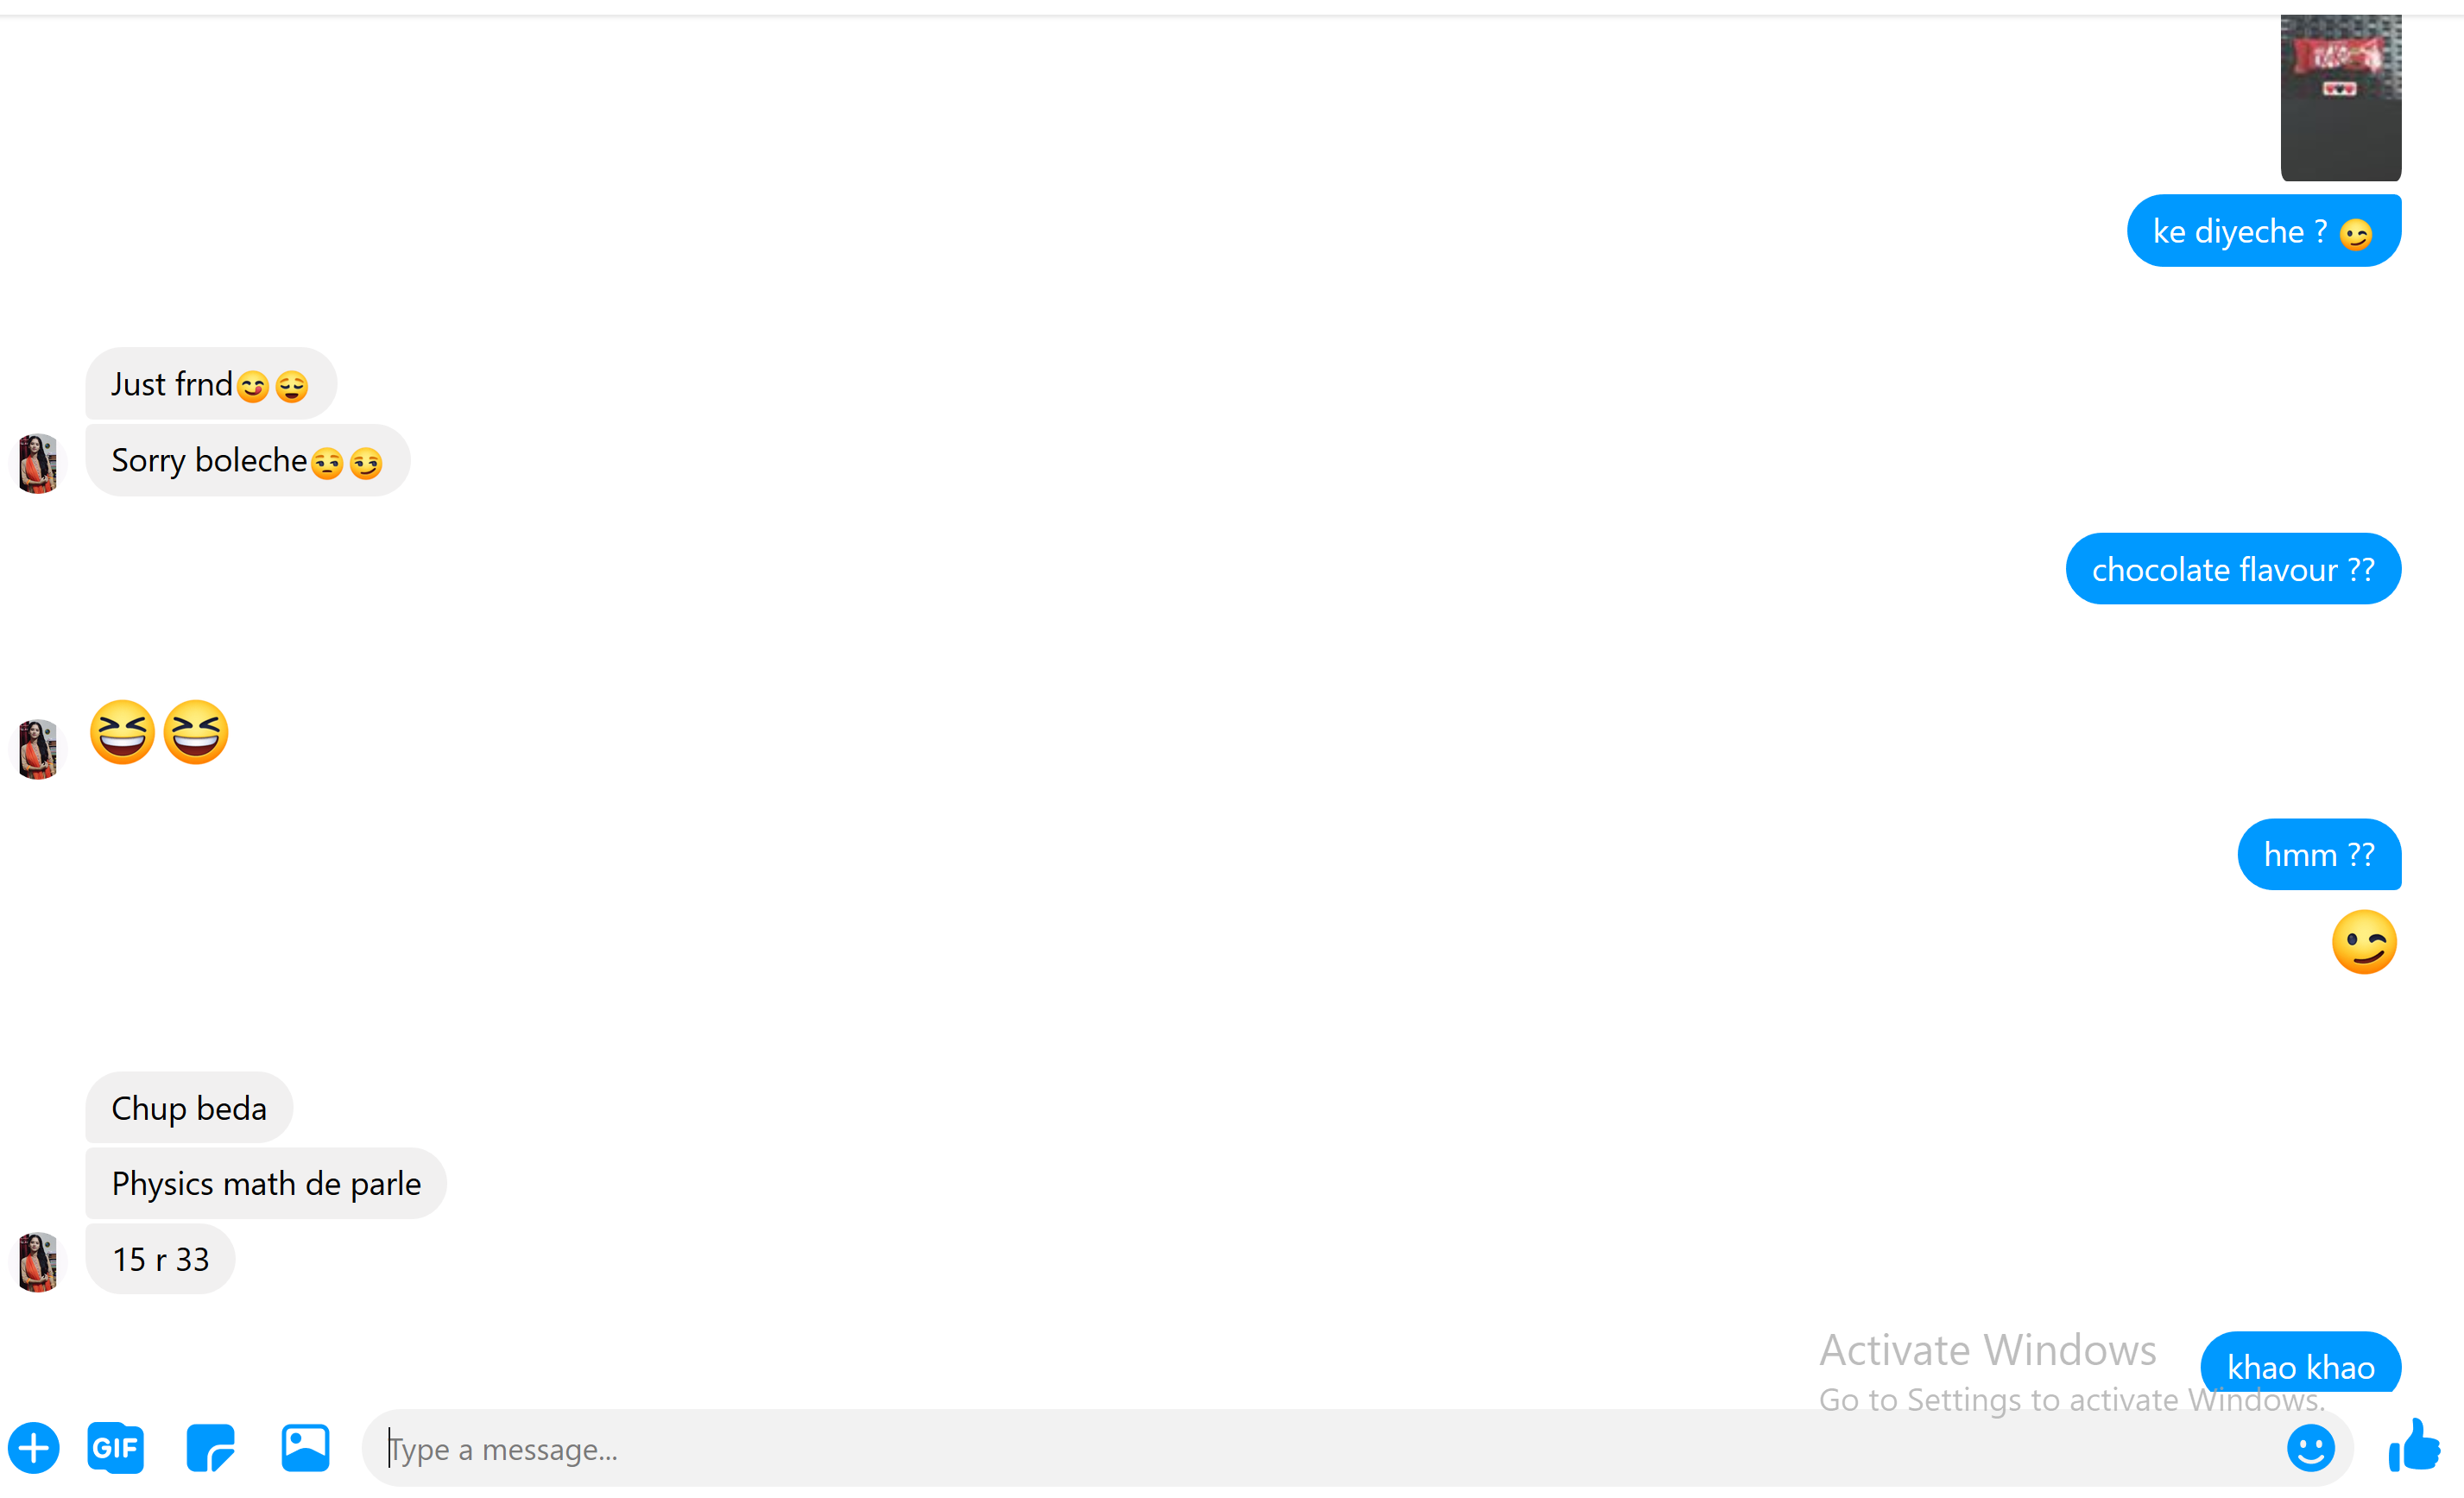 ke diyeche ? 😉
Just frnd😋😌
Sorry boleche😒😏
chocolate flavour ??
😆😆
hmm ??
😉
Chup beda
Physics math de parle
15 r 33
khao khao
Activate Windows
Go to Settings to activate Windows.
GIF
Type a message...